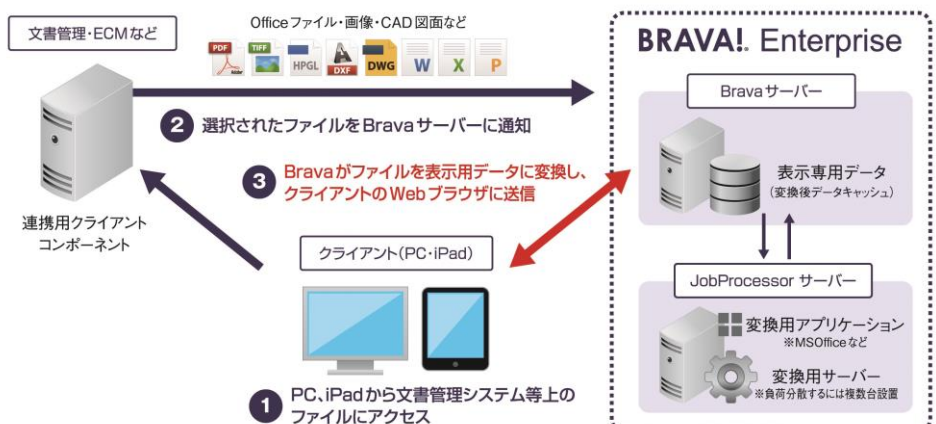 文書管理・ECMなど
Officeファイル・画像・CAD図面など
PDF
TIFF
HPGL
A
DXF
DWG
W
X
P
連携用クライアント
コンポーネント
2 選択されたファイルをBravaサーバーに通知
3 Bravaがファイルを表示用データに変換し、
クライアントのWebブラウザに送信
クライアント(PC・iPad)
1 PC、iPadから文書管理システム等上の
ファイルにアクセス
BRAVA!® Enterprise
Bravaサーバー
表示専用データ
(変換後データキャッシュ)
JobProcessor サーバー
変換用アプリケーション
※MSOfficeなど
変換用サーバー
※負荷分散するには複数台設置